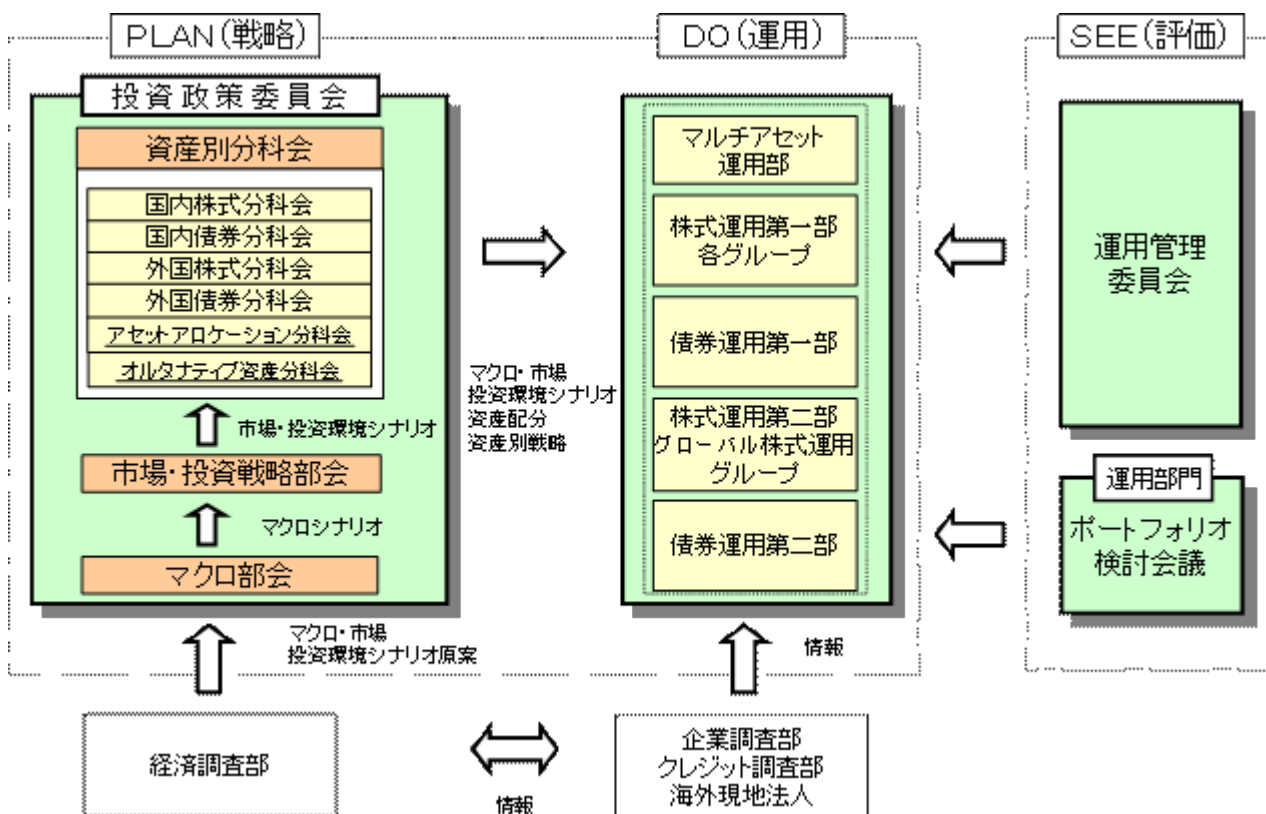 PLAN(戦略)
投資政策委員会
資産別分科会
国内株式分科会
国内債券分科会
外国株式分科会
外国債券分科会
アセットアロケーション分科会
オルタナティブ資産分科会
市場・投資環境シナリオ
市場・投資戦略部会
マクロシナリオ
マクロ部会
マクロ・市場
投資環境シナリオ原案
経済調査部
マクロ・市場
投資環境シナリオ
資産配分
資産別戦略
情報
DO(運用)
マルチアセット
運用部
株式運用第一部
各グループ
債券運用第一部
株式運用第二部
グローバル株式運用
グループ
債券運用第二部
情報
企業調査部
クレジット調査部
海外現地法人
SEE(評価)
運用管理
委員会
運用部門
ポートフォリオ
検討会議